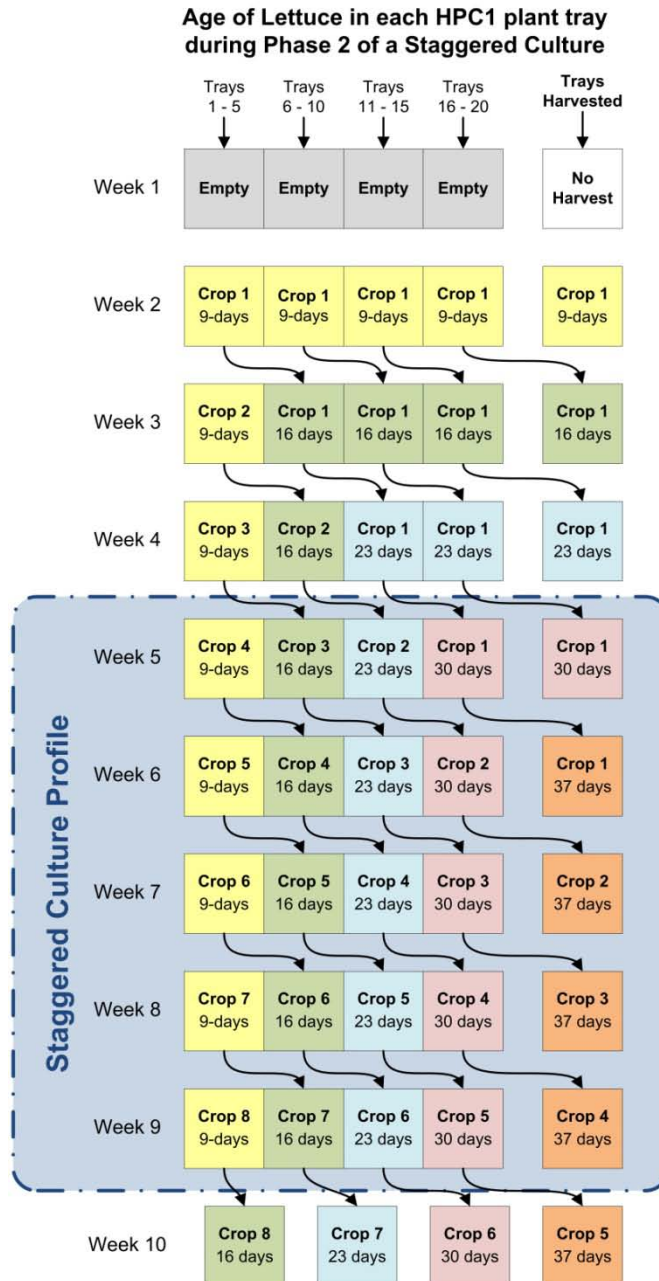 Age of Lettuce in each HPC1 plant tray
during Phase 2 of a Staggered Culture
Trays
1 - 5
Trays
6 - 10
Trays
11 - 15
Trays
16 - 20
Trays
Harvested
Week 1
Empty
Empty
Empty
Empty
No
Harvest
Week 2
Crop 1
9-days
Crop 1
9-days
Crop 1
9-days
Crop 1
9-days
Crop 1
9-days
Week 3
Crop 2
9-days
Crop 1
16 days
Crop 1
16 days
Crop 1
16 days
Crop 1
16 days
Week 4
Crop 3
9-days
Crop 2
16 days
Crop 1
23 days
Crop 1
23 days
Crop 1
23 days
Staggered Culture Profile
Week 5
Crop 4
9-days
Crop 3
16 days
Crop 2
23 days
Crop 1
30 days
Crop 1
30 days
Week 6
Crop 5
9-days
Crop 4
16 days
Crop 3
23 days
Crop 2
30 days
Crop 1
37 days
Week 7
Crop 6
9-days
Crop 5
16 days
Crop 4
23 days
Crop 3
30 days
Crop 2
37 days
Week 8
Crop 7
9-days
Crop 6
16 days
Crop 5
23 days
Crop 4
30 days
Crop 3
37 days
Week 9
Crop 8
9-days
Crop 7
16 days
Crop 6
23 days
Crop 5
30 days
Crop 4
37 days
Week 10
Crop 8
16 days
Crop 7
23 days
Crop 6
30 days
Crop 5
37 days